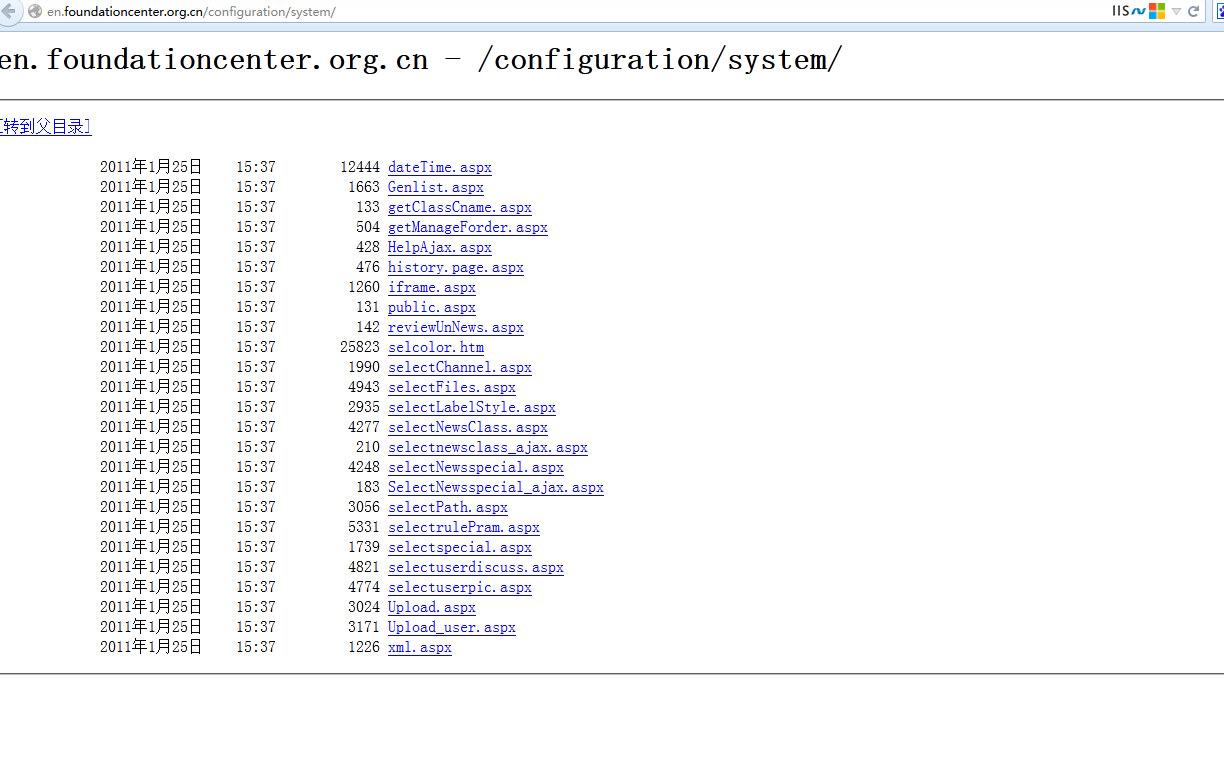 en.foundationcenter.org.cn/configuration/system/
IIS
en.foundationcenter.org.cn - /configuration/system/
[转到父目录]
2011年1月25日 15:37 12444 dateTime.aspx
2011年1月25日 15:37 1663 Genlist.aspx
2011年1月25日 15:37 133 getClassCname.aspx
2011年1月25日 15:37 504 getManageForder.aspx
2011年1月25日 15:37 428 HelpAjax.aspx
2011年1月25日 15:37 476 history.page.aspx
2011年1月25日 15:37 1260 iframe.aspx
2011年1月25日 15:37 131 public.aspx
2011年1月25日 15:37 142 reviewUnNews.aspx
2011年1月25日 15:37 25823 selcolor.htm
2011年1月25日 15:37 1990 selectChannel.aspx
2011年1月25日 15:37 4943 selectFiles.aspx
2011年1月25日 15:37 2935 selectLabelStyle.aspx
2011年1月25日 15:37 4277 selectNewsClass.aspx
2011年1月25日 15:37 210 selectnewsclass_ajax.aspx
2011年1月25日 15:37 4248 selectNewsspecial.aspx
2011年1月25日 15:37 183 SelectNewsspecial_ajax.aspx
2011年1月25日 15:37 3056 selectPath.aspx
2011年1月25日 15:37 5331 selectrulePram.aspx
2011年1月25日 15:37 1739 selectspecial.aspx
2011年1月25日 15:37 4821 selectuserdiscuss.aspx
2011年1月25日 15:37 4774 selectuserpic.aspx
2011年1月25日 15:37 3024 Upload.aspx
2011年1月25日 15:37 3171 Upload_user.aspx
2011年1月25日 15:37 1226 xml.aspx